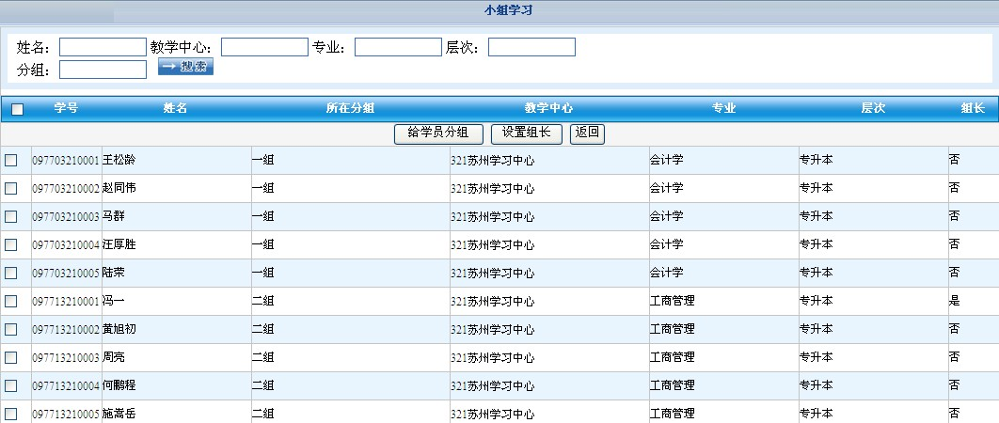 小组学习
姓名： 教学中心： 专业： 层次：
分组： 搜索
学号 姓名 所在分组 教学中心 专业 层次 组长
给学员分组 设置组长 返回
097703210001 王松龄 一组 321苏州学习中心 会计学 专升本 否
097703210002 赵同伟 一组 321苏州学习中心 会计学 专升本 否
097703210003 马群 一组 321苏州学习中心 会计学 专升本 否
097703210004 汪厚胜 一组 321苏州学习中心 会计学 专升本 否
097703210005 陆荣 一组 321苏州学习中心 会计学 专升本 否
097713210001 冯一 二组 321苏州学习中心 工商管理 专升本 是
097713210002 黄旭初 二组 321苏州学习中心 工商管理 专升本 否
097713210003 周亮 二组 321苏州学习中心 工商管理 专升本 否
097713210004 何鹏程 二组 321苏州学习中心 工商管理 专升本 否
097713210005 施嵩岳 二组 321苏州学习中心 工商管理 专升本 否